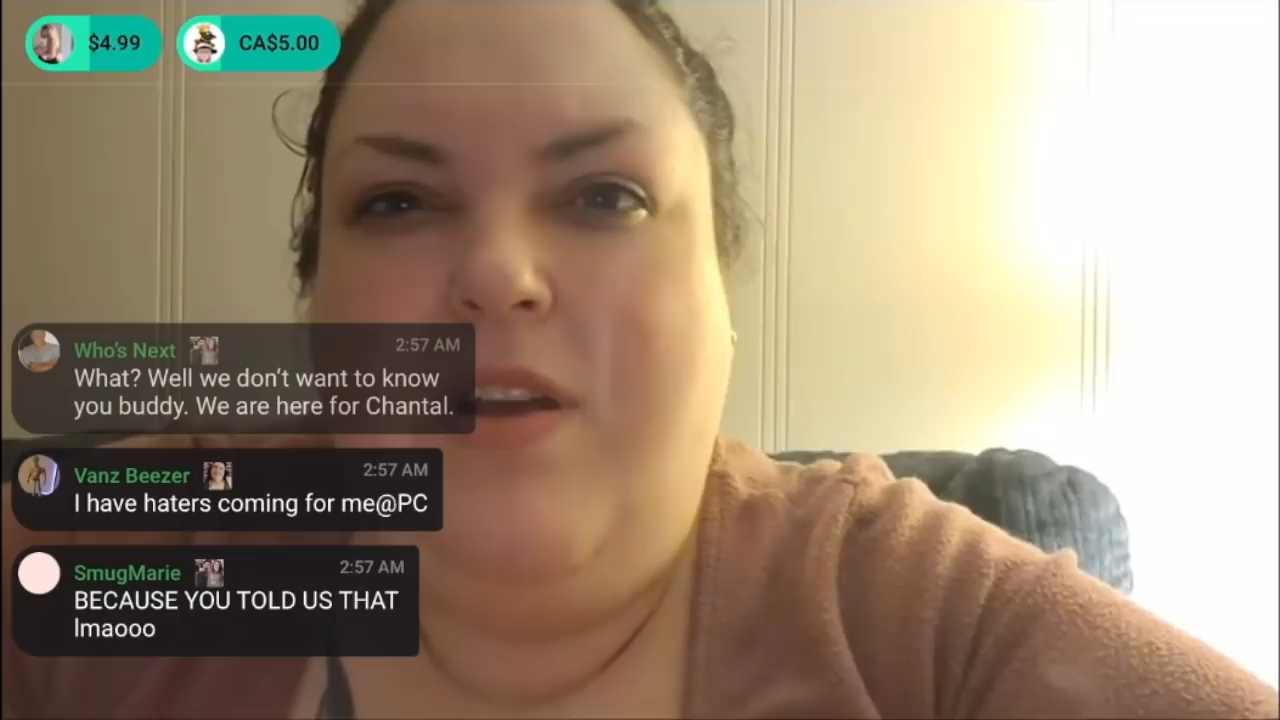 $4.99 CA$5.00
Who's Next 2:57 AM
What? Well we don't want to know
you buddy. We are here for Chantal.
Vanz Beezer 2:57 AM
I have haters coming for me@PC
SmugMarie 2:57 AM
BECAUSE YOU TOLD US THAT
lmaooo